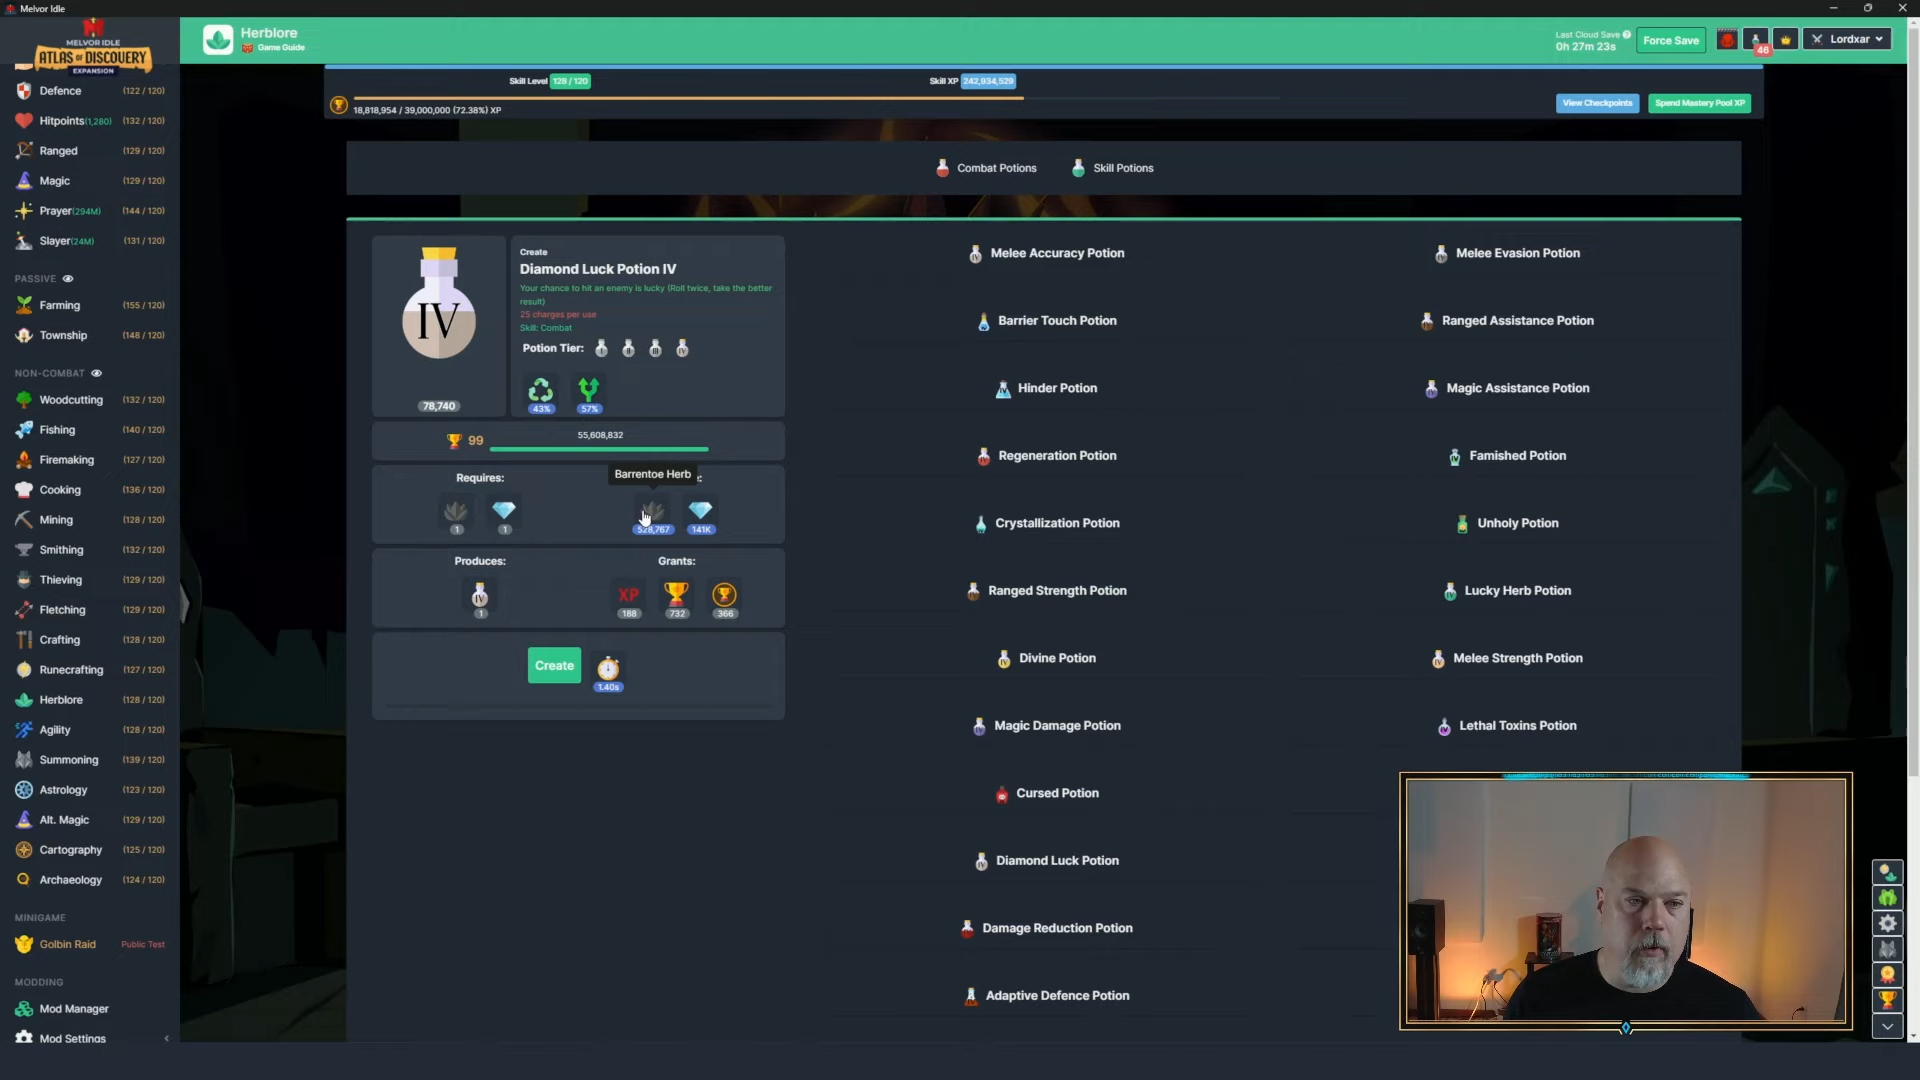 Melvor Idle
MELVOR IDLE
ATLAS OF DISCOVERY
EXPANSION
Herblore
Game Guide
Last Cloud Save
0h 27m 23s
Force Save
46
Lordxar
Defence (122 / 120)
Hitpoints(1,280) (132 / 120)
Ranged (129 / 120)
Magic (129 / 120)
Prayer(294M) (144 / 120)
Slayer(24M) (131 / 120)
PASSIVE
Farming (155 / 120)
Township (148 / 120)
NON-COMBAT
Woodcutting (132 / 120)
Fishing (140 / 120)
Firemaking (127 / 120)
Cooking (136 / 120)
Mining (128 / 120)
Smithing (132 / 120)
Thieving (129 / 120)
Fletching (129 / 120)
Crafting (128 / 120)
Runecrafting (127 / 120)
Herblore (128 / 120)
Agility (128 / 120)
Summoning (139 / 120)
Astrology (123 / 120)
Alt. Magic (129 / 120)
Cartography (125 / 120)
Archaeology (124 / 120)
MINIGAME
Golbin Raid Public Test
MODDING
Mod Manager
Mod Settings
Skill Level 128 / 120
Skill XP 242,934,529
18,818,954 / 39,000,000 (72.38%) XP
View Checkpoints
Spend Mastery Pool XP
Combat Potions
Skill Potions
IV
78,740
Create
Diamond Luck Potion IV
Your chance to hit an enemy is lucky (Roll twice, take the better
result)
25 charges per use
Skill: Combat
Potion Tier:
43%
57%
99
55,608,832
Barrentoe Herb
Requires:
1
1
528,767
141K
Produces:
Grants:
1
XP
188
732
366
Create
1.40s
Melee Accuracy Potion
Melee Evasion Potion
Barrier Touch Potion
Ranged Assistance Potion
Hinder Potion
Magic Assistance Potion
Regeneration Potion
Famished Potion
Crystallization Potion
Unholy Potion
Ranged Strength Potion
Lucky Herb Potion
Divine Potion
Melee Strength Potion
Magic Damage Potion
Lethal Toxins Potion
Cursed Potion
Diamond Luck Potion
Damage Reduction Potion
Adaptive Defence Potion